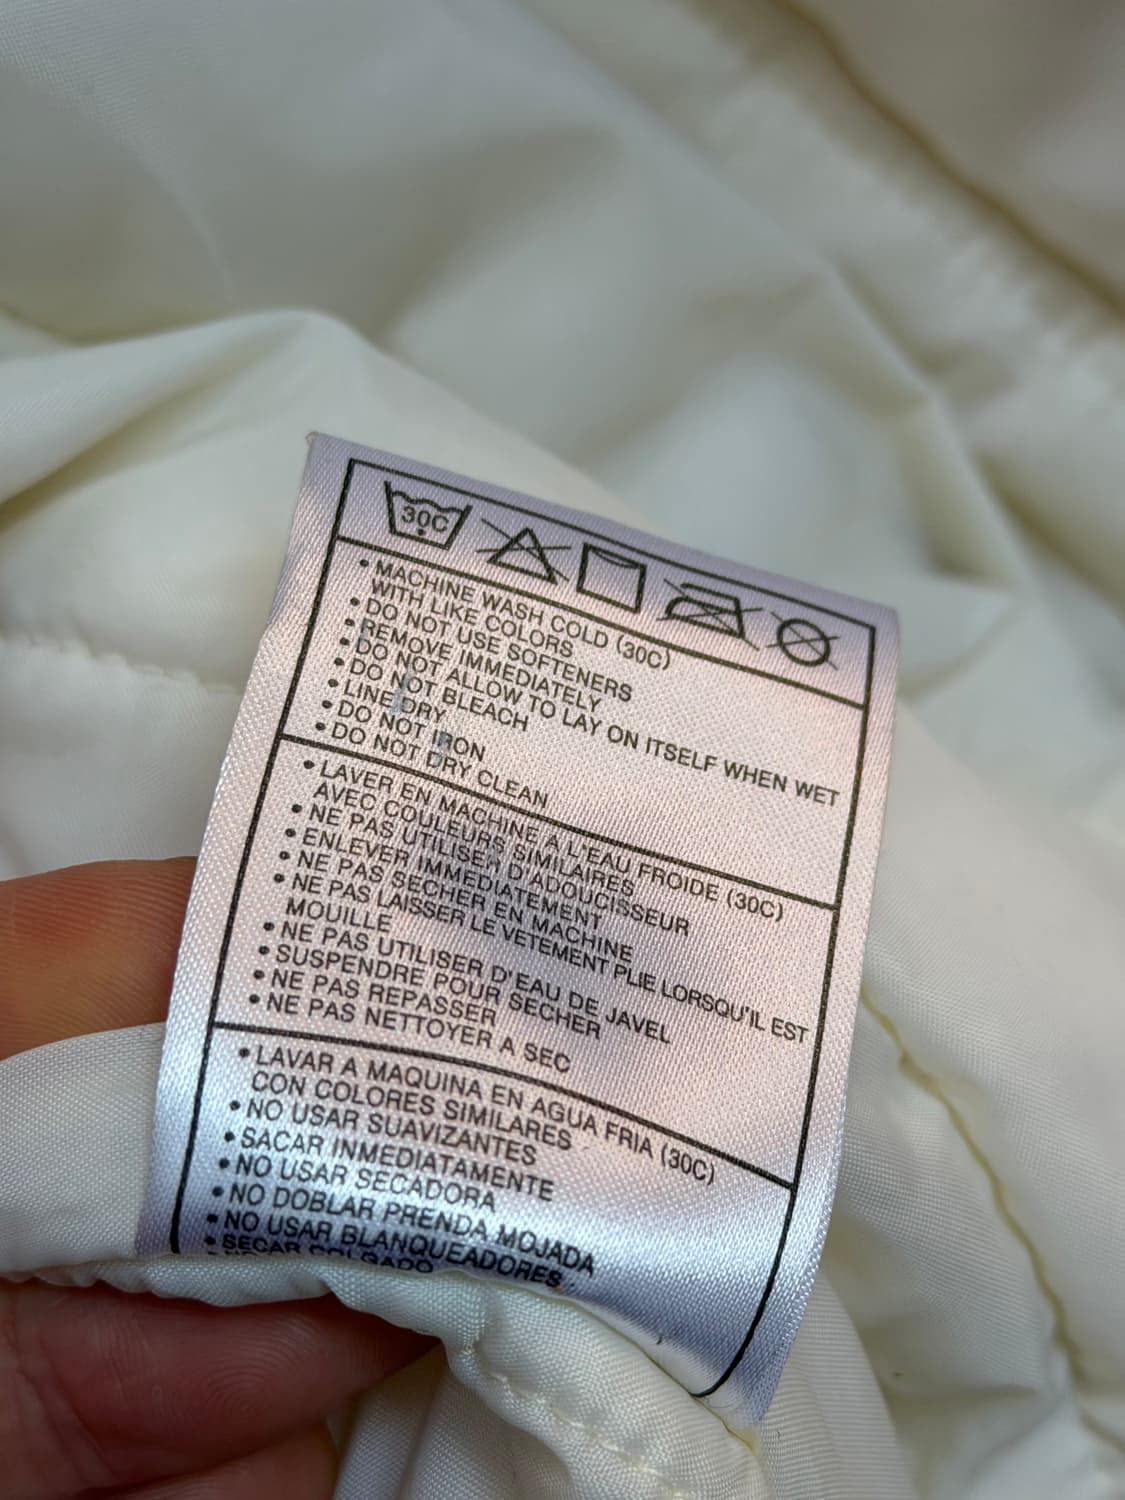 30C
• MACHINE WASH COLD (30C)
WITH LIKE COLORS
• DO NOT USE SOFTENERS
• REMOVE IMMEDIATELY
• DO NOT ALLOW TO LAY ON ITSELF WHEN WET
• DO NOT BLEACH
• LINE DRY
• DO NOT IRON
• DO NOT DRY CLEAN
• LAVER EN MACHINE A L'EAU FROIDE (30C)
AVEC COULEURS SIMILAIRES
• NE PAS UTILISER D'ADOUCISSEUR
• ENLEVER IMMEDIATEMENT
• NE PAS SECHER EN MACHINE
• NE PAS LAISSER LE VETEMENT PLIE LORSQU'IL EST
MOUILLE
• NE PAS UTILISER D'EAU DE JAVEL
• SUSPENDRE POUR SECHER
• NE PAS REPASSER
• NE PAS NETTOYER A SEC
• LAVAR A MAQUINA EN AGUA FRIA (30C)
CON COLORES SIMILARES
• NO USAR SUAVIZANTES
• SACAR INMEDIATAMENTE
• NO USAR SECADORA
• NO DOBLAR PRENDA MOJADA
• NO USAR BLANQUEADORES
• SECAR COLGADO